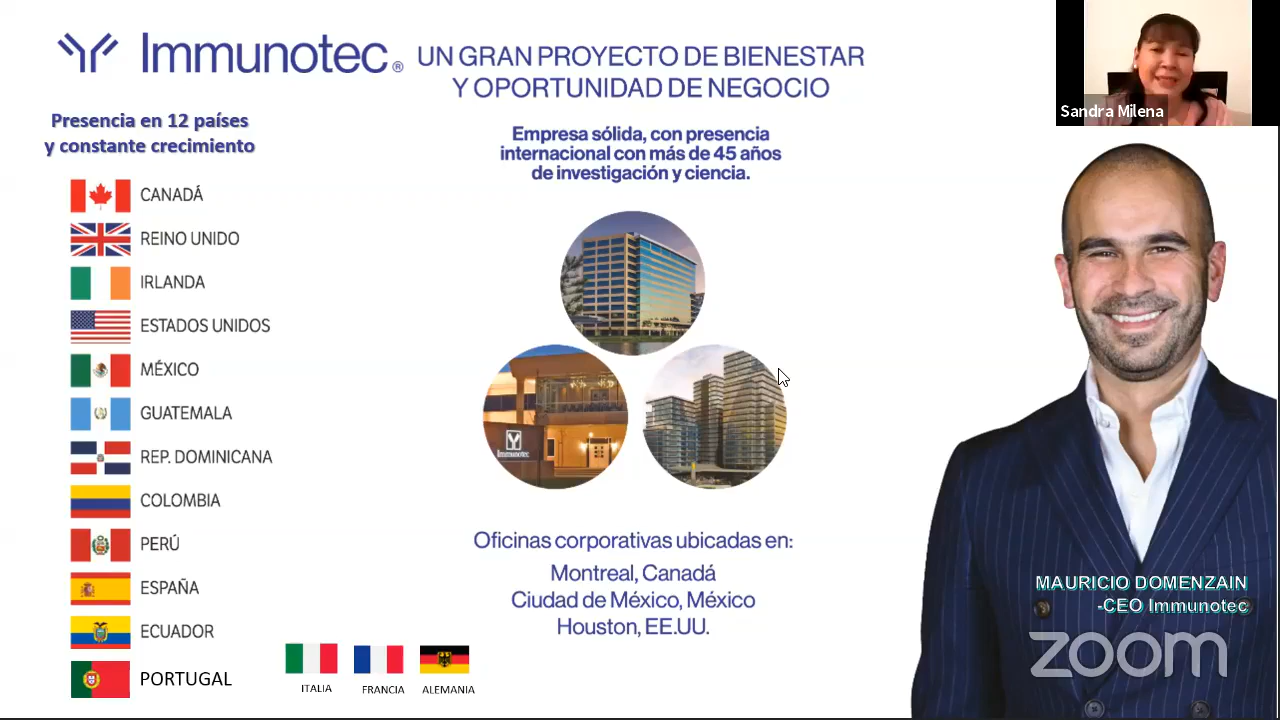 Immunotec®
UN GRAN PROYECTO DE BIENESTAR
Y OPORTUNIDAD DE NEGOCIO
Sandra Milena
Presencia en 12 países
y constante crecimiento
Empresa sólida, con presencia
internacional con más de 45 años
de investigación y ciencia.
CANADÁ
REINO UNIDO
IRLANDA
ESTADOS UNIDOS
MÉXICO
GUATEMALA
REP. DOMINICANA
COLOMBIA
PERÚ
ESPAÑA
ECUADOR
PORTUGAL
ITALIA
FRANCIA
ALEMANIA
Immunotec
Oficinas corporativas ubicadas en:
Montreal, Canadá
Ciudad de México, México
Houston, EE.UU.
MAURICIO DOMENZAIN
-CEO Immunotec
zoom